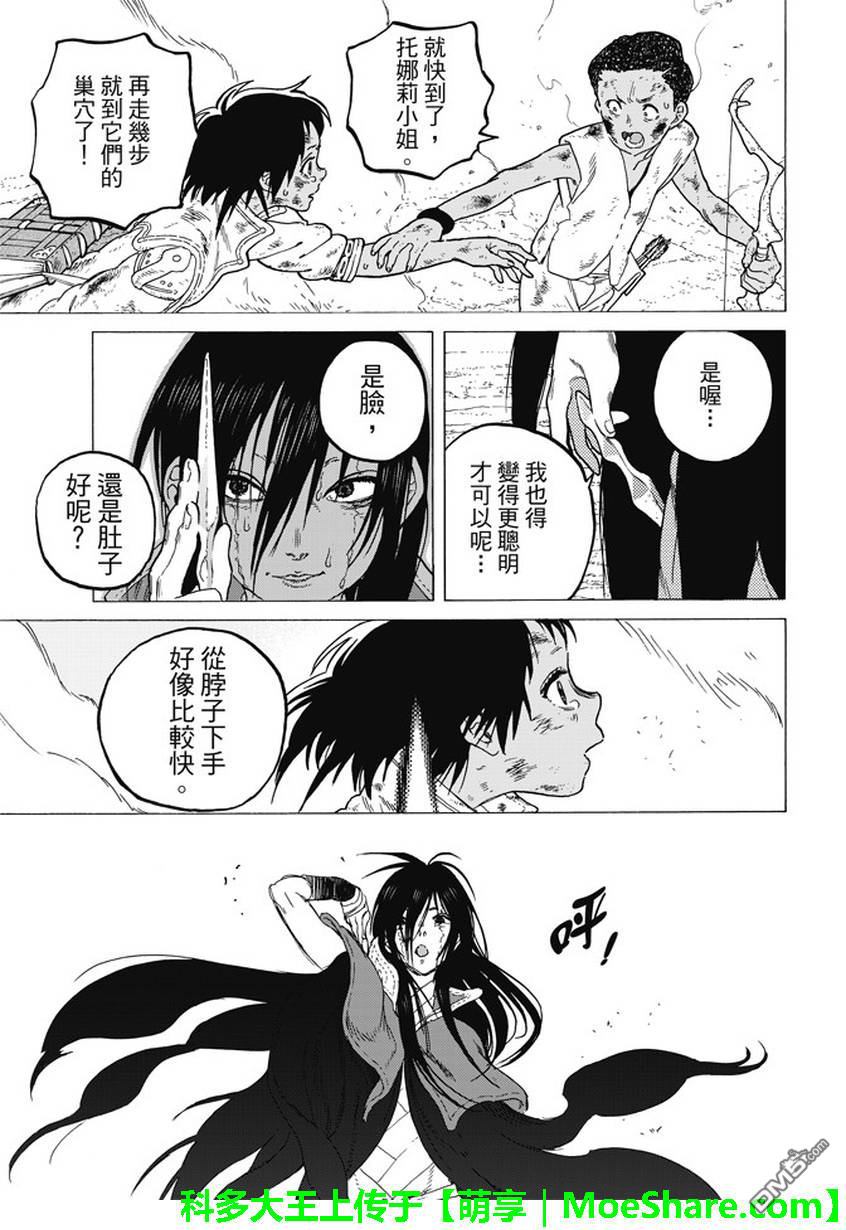 就快到了，
托娜莉小姐。
再走幾步
就到它們的
巢穴了！
是喔…
我也得
變得更聰明
才可以呢…
是臉，
還是肚子
好呢？
從脖子下手
好像比較快。
呼！
科多大王上传于【萌享｜MoeShare.com】
DM5.com